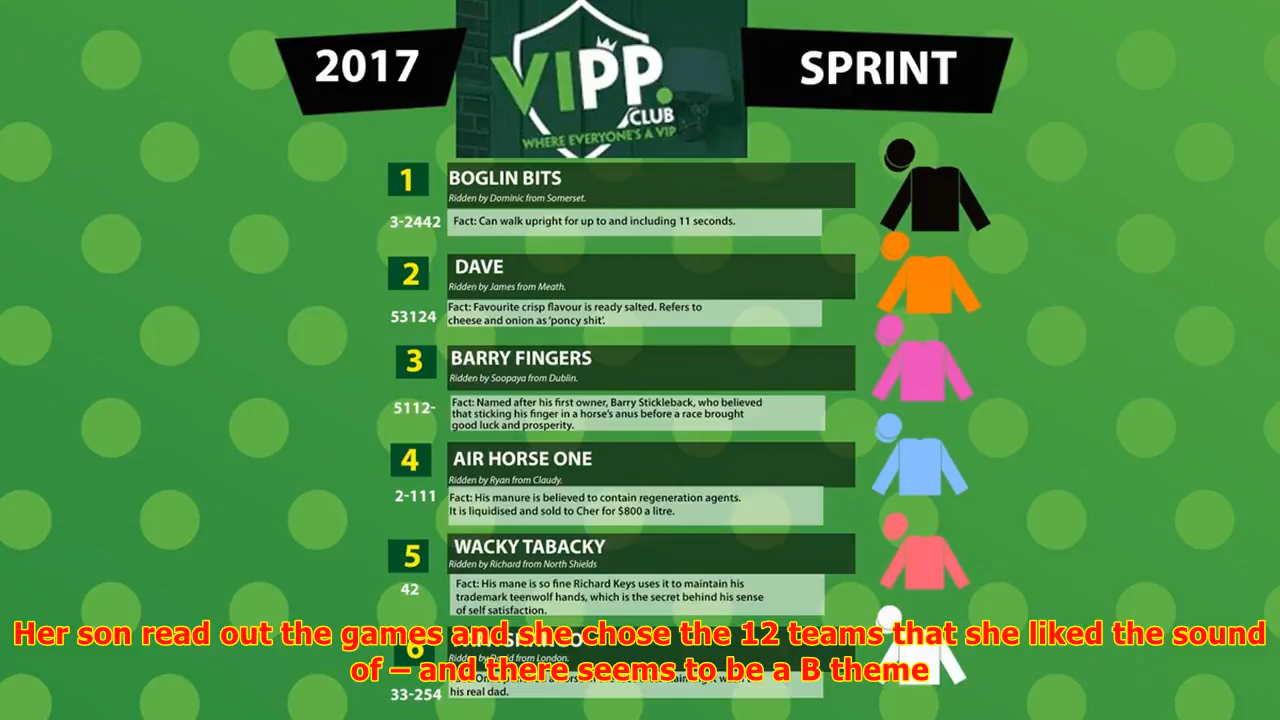 2017
VIPP.
CLUB
WHERE EVERYONE'S A VIP
SPRINT
1
BOGLIN BITS
Ridden by Dominic from Somerset.
3-2442
Fact: Can walk upright for up to and including 11 seconds.
2
DAVE
Ridden by James from Meath.
53124
Fact: Favourite crisp flavour is ready salted. Refers to
cheese and onion as 'poncy shit'.
3
BARRY FINGERS
Ridden by Soopaya from Dublin.
5112-
Fact: Named after his first owner, Barry Stickleback, who believed
that sticking his finger in a horse's anus before a race brought
good luck and prosperity.
4
AIR HORSE ONE
Ridden by Ryan from Claudy.
2-111
Fact: His manure is believed to contain regeneration agents.
It is liquidised and sold to Cher for $800 a litre.
5
WACKY TABACKY
Ridden by Richard from North Shields
42
Fact: His mane is so fine Richard Keys uses it to maintain his
trademark teenwolf hands, which is the secret behind his sense
of self satisfaction.
6
Ridden by David from London.
33-254
his real dad.
Her son read out the games and she chose the 12 teams that she liked the sound
of – and there seems to be a B theme